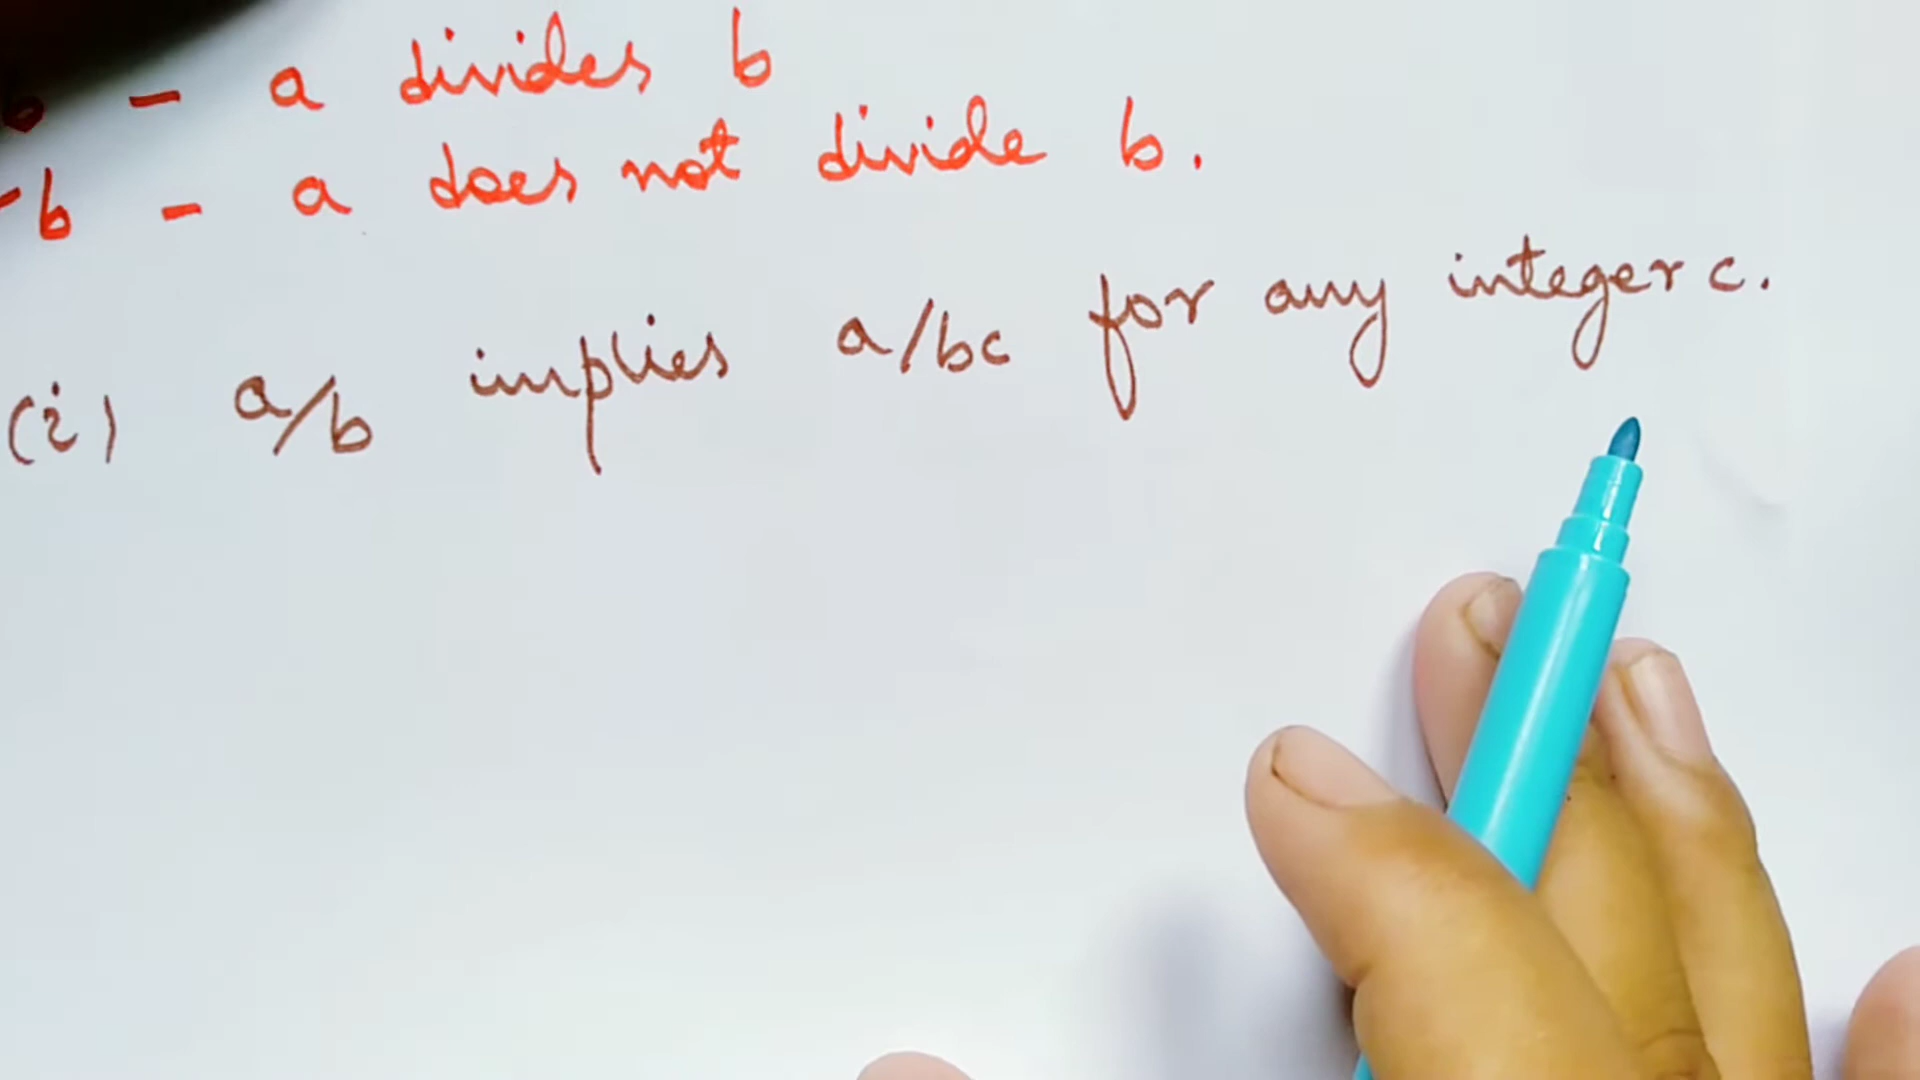 b - a divides b
b - a does not divide b.
(i) a/b implies a/bc for any integer c.